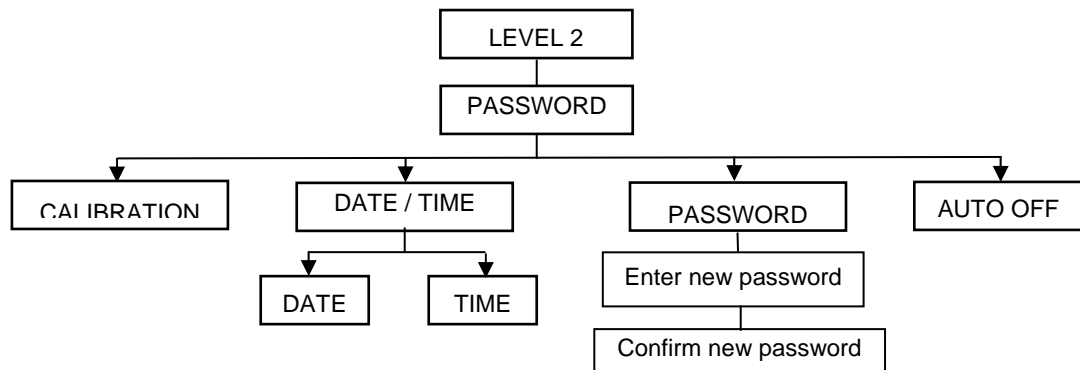 LEVEL 2
PASSWORD
CALIBRATION
DATE / TIME
PASSWORD
AUTO OFF
DATE
TIME
Enter new password
Confirm new password